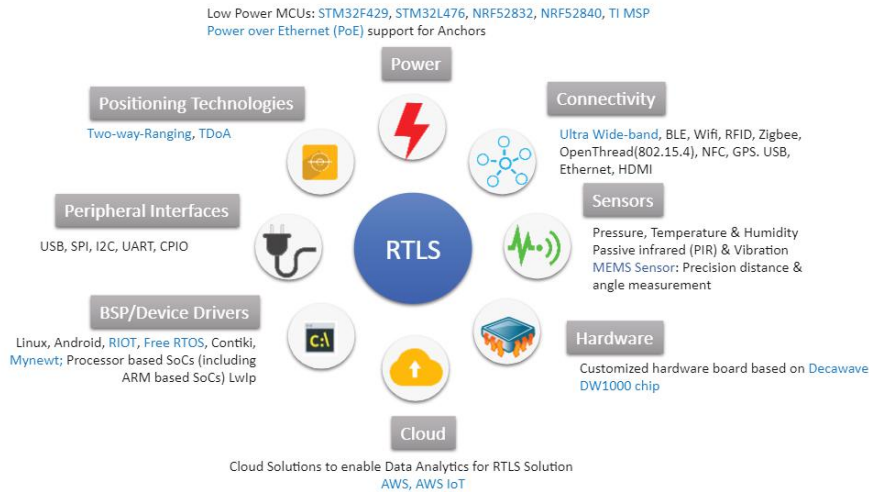 Low Power MCUs: STM32F429, STM32L476, NRF52832, NRF52840, TI MSP
Power over Ethernet (PoE) support for Anchors
Power
Positioning Technologies
Two-way-Ranging, TDoA
Connectivity
Ultra Wide-band, BLE, Wifi, RFID, Zigbee,
OpenThread(802.15.4), NFC, GPS. USB,
Ethernet, HDMI
Peripheral Interfaces
USB, SPI, I2C, UART, CPIO
RTLS
Sensors
Pressure, Temperature & Humidity
Passive infrared (PIR) & Vibration
MEMS Sensor: Precision distance &
angle measurement
BSP/Device Drivers
Linux, Android, RIOT, Free RTOS, Contiki,
Mynewt; Processor based SoCs (including
ARM based SoCs) LwIp
C:\
Hardware
Customized hardware board based on Decawave
DW1000 chip
Cloud
Cloud Solutions to enable Data Analytics for RTLS Solution
AWS, AWS IoT